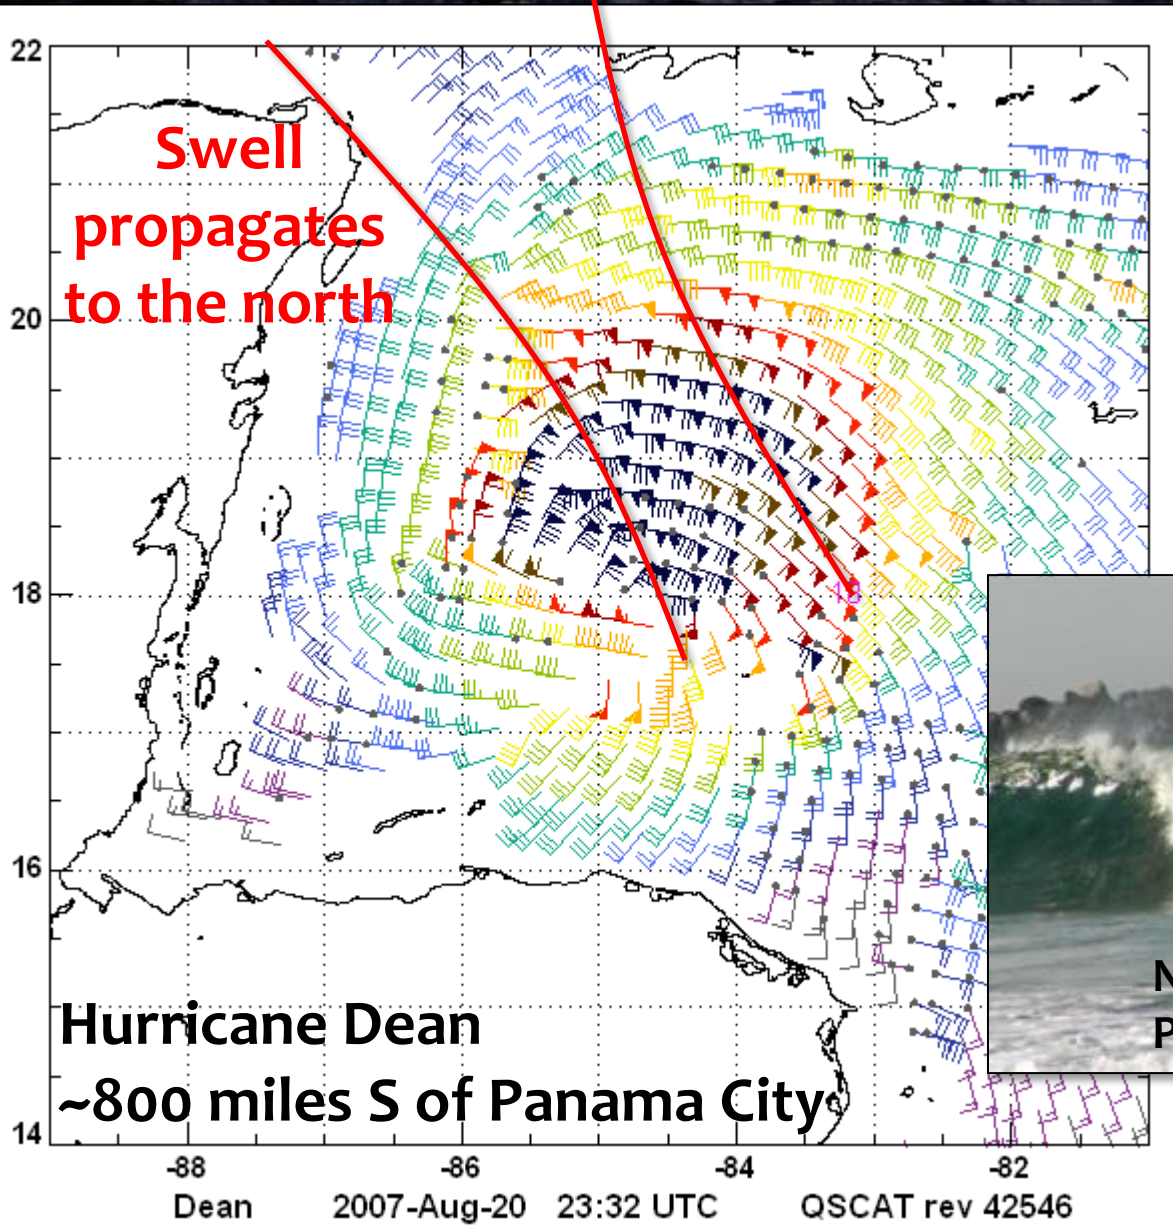 22
Swell
propagates
to the north
20
18
18
N
P
16
Hurricane Dean
~800 miles S of Panama City
14
-88 -86 -84 -82
Dean 2007-Aug-20 23:32 UTC QSCAT rev 42546